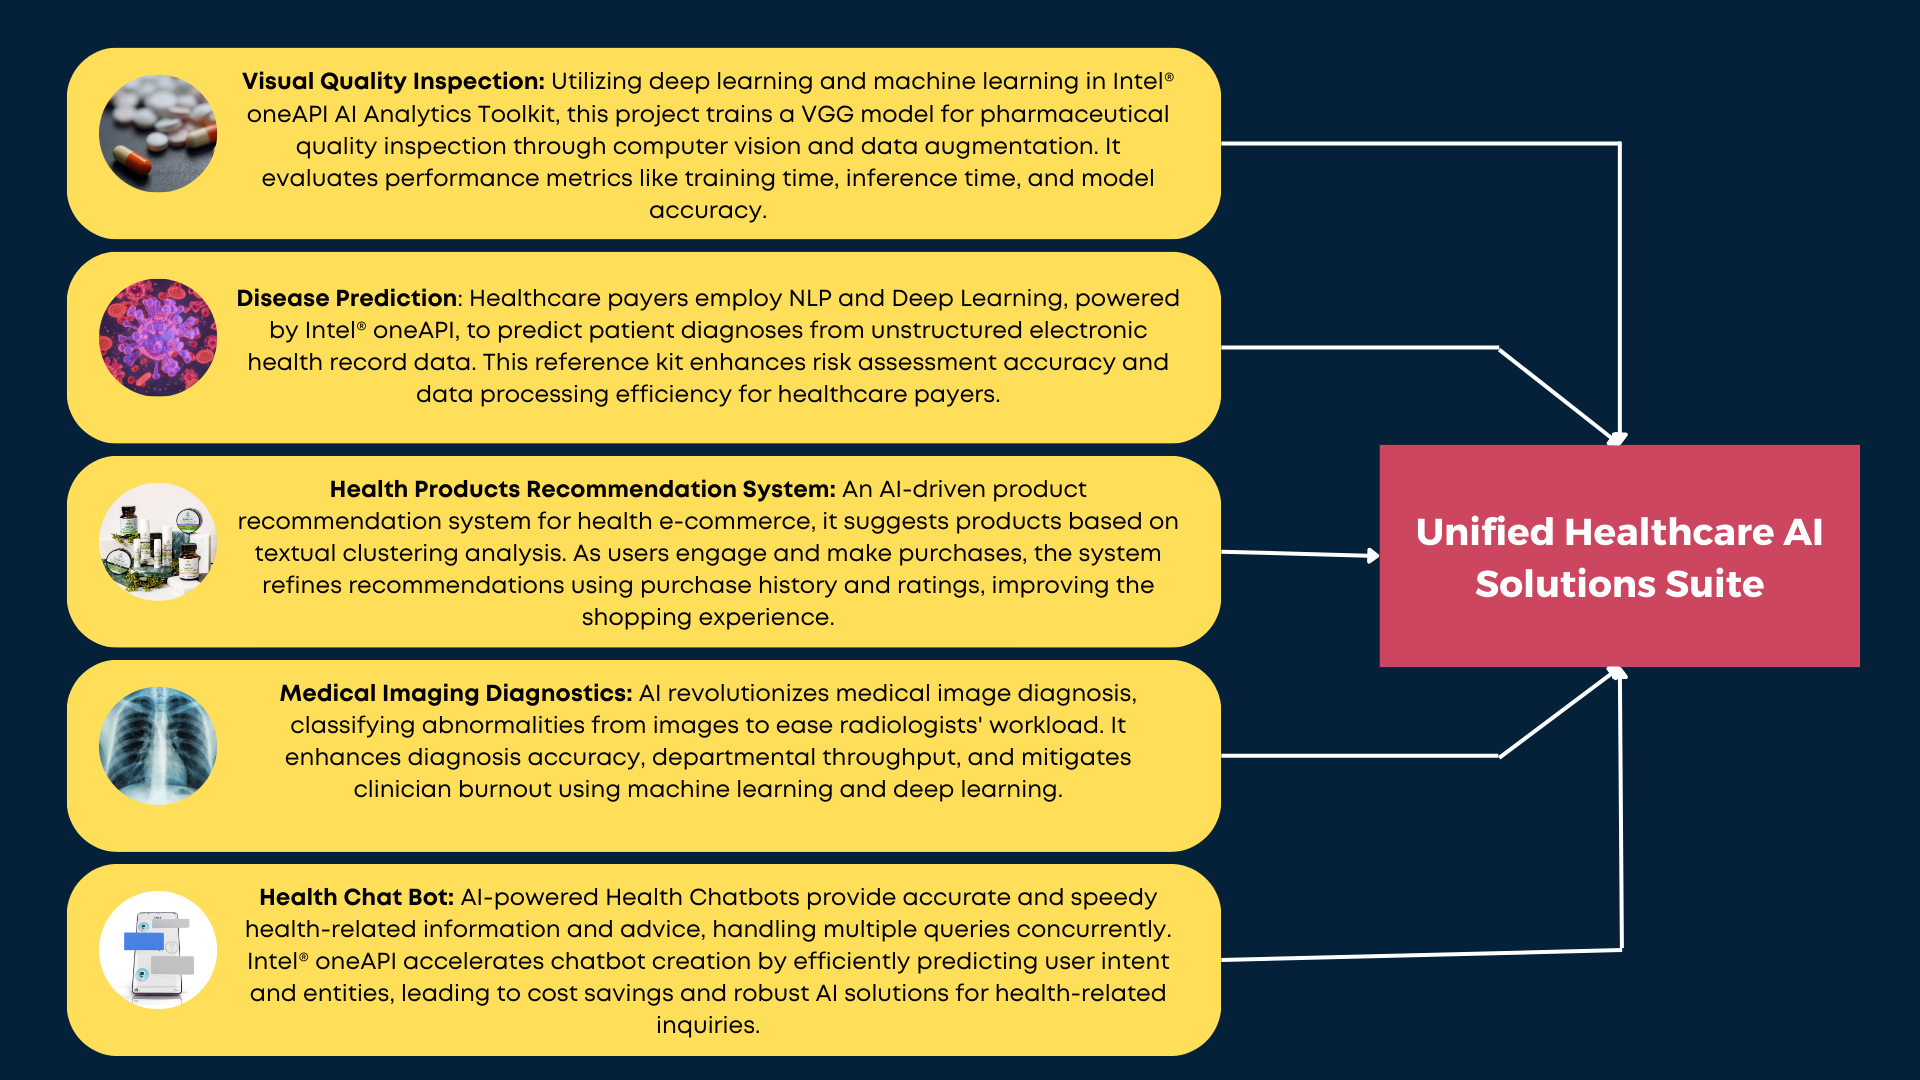 Visual Quality Inspection: Utilizing deep learning and machine learning in Intel®
oneAPI AI Analytics Toolkit, this project trains a VGG model for pharmaceutical
quality inspection through computer vision and data augmentation. It
evaluates performance metrics like training time, inference time, and model
accuracy.
Disease Prediction: Healthcare payers employ NLP and Deep Learning, powered
by Intel® oneAPI, to predict patient diagnoses from unstructured electronic
health record data. This reference kit enhances risk assessment accuracy and
data processing efficiency for healthcare payers.
Health Products Recommendation System: An AI-driven product
recommendation system for health e-commerce, it suggests products based on
textual clustering analysis. As users engage and make purchases, the system
refines recommendations using purchase history and ratings, improving the
shopping experience.
Medical Imaging Diagnostics: AI revolutionizes medical image diagnosis,
classifying abnormalities from images to ease radiologists' workload. It
enhances diagnosis accuracy, departmental throughput, and mitigates
clinician burnout using machine learning and deep learning.
Health Chat Bot: AI-powered Health Chatbots provide accurate and speedy
health-related information and advice, handling multiple queries concurrently.
Intel® oneAPI accelerates chatbot creation by efficiently predicting user intent
and entities, leading to cost savings and robust AI solutions for health-related
inquiries.
Unified Healthcare AI
Solutions Suite